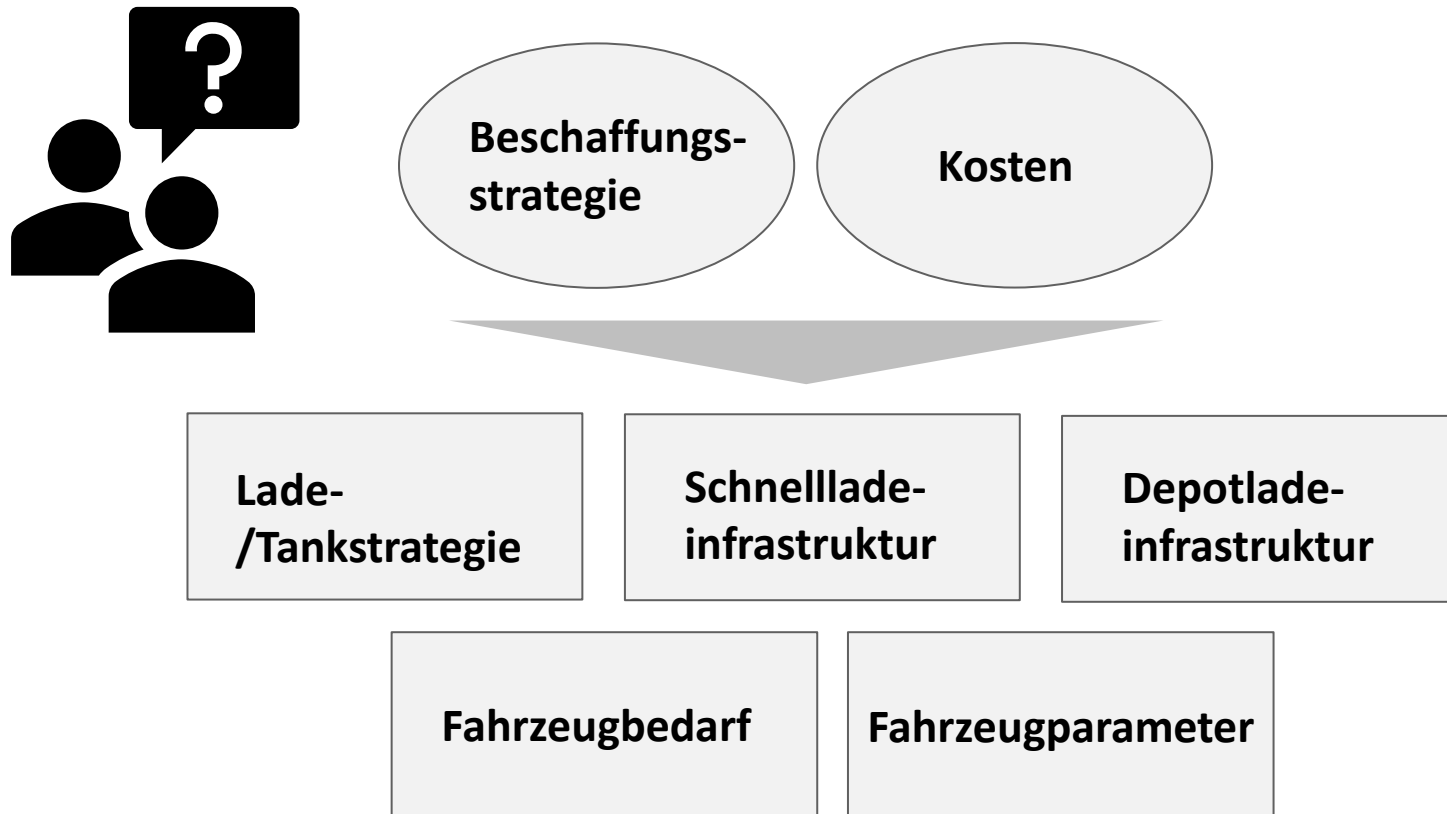 ?
Beschaffungs-
strategie
Kosten
Lade-
/Tankstrategie
Schnelllade-
infrastruktur
Depotlade-
infrastruktur
Fahrzeugbedarf
Fahrzeugparameter